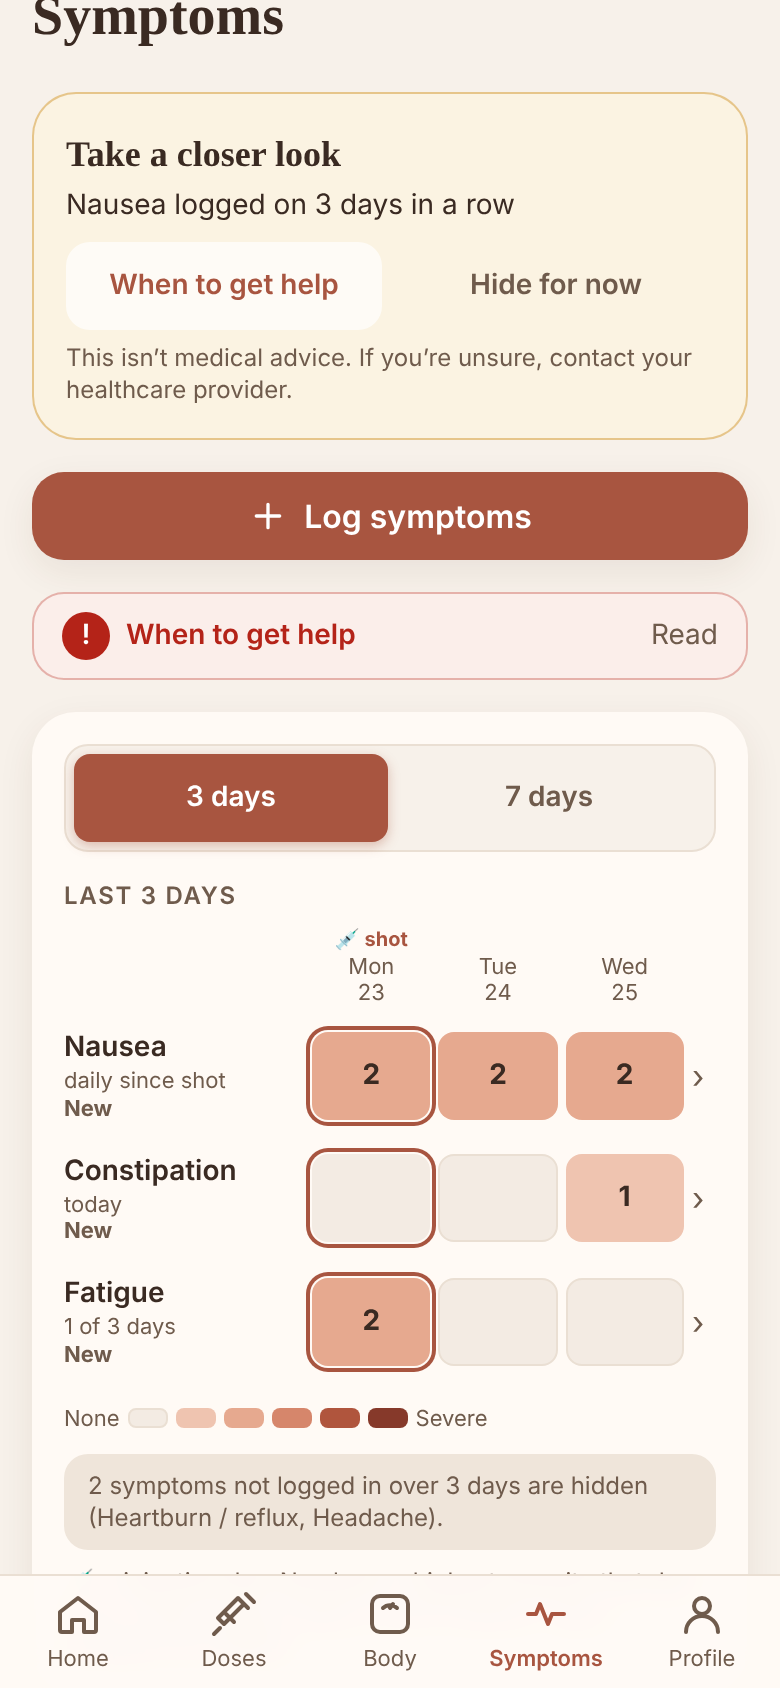 Symptoms
Take a closer look
Nausea logged on 3 days in a row
When to get help
Hide for now
This isn’t medical advice. If you’re unsure, contact your
healthcare provider.
+ Log symptoms
! When to get help
Read
3 days
7 days
LAST 3 DAYS
💉 shot
Mon
23
Tue
24
Wed
25
Nausea
daily since shot
New
2
2
2
›
Constipation
today
New
1
›
Fatigue
1 of 3 days
New
2
›
None
Severe
2 symptoms not logged in over 3 days are hidden
(Heartburn / reflux, Headache).
Home
Doses
Body
Symptoms
Profile